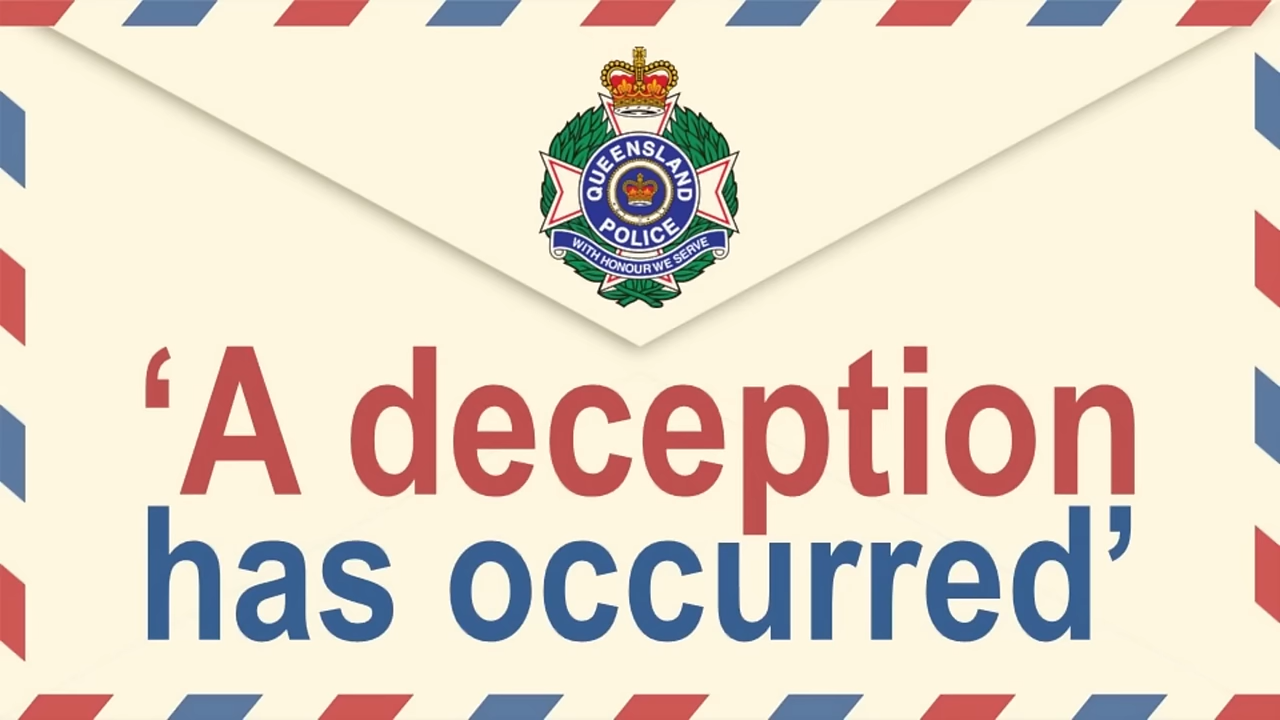 QUEENSLAND
POLICE
WITH HONOUR WE SERVE
‘A deception
has occurred’